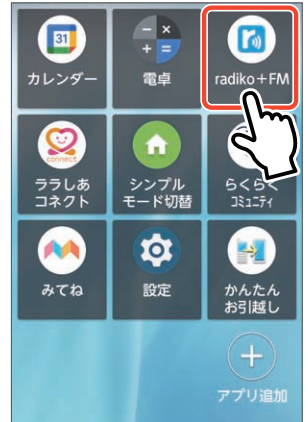 31
カレンダー
電卓
radiko＋FM
connect
ララしあ
コネクト
シンプル
モード切替
らくらく
コミュニティ
みてね
設定
かんたん
お引越し
アプリ追加